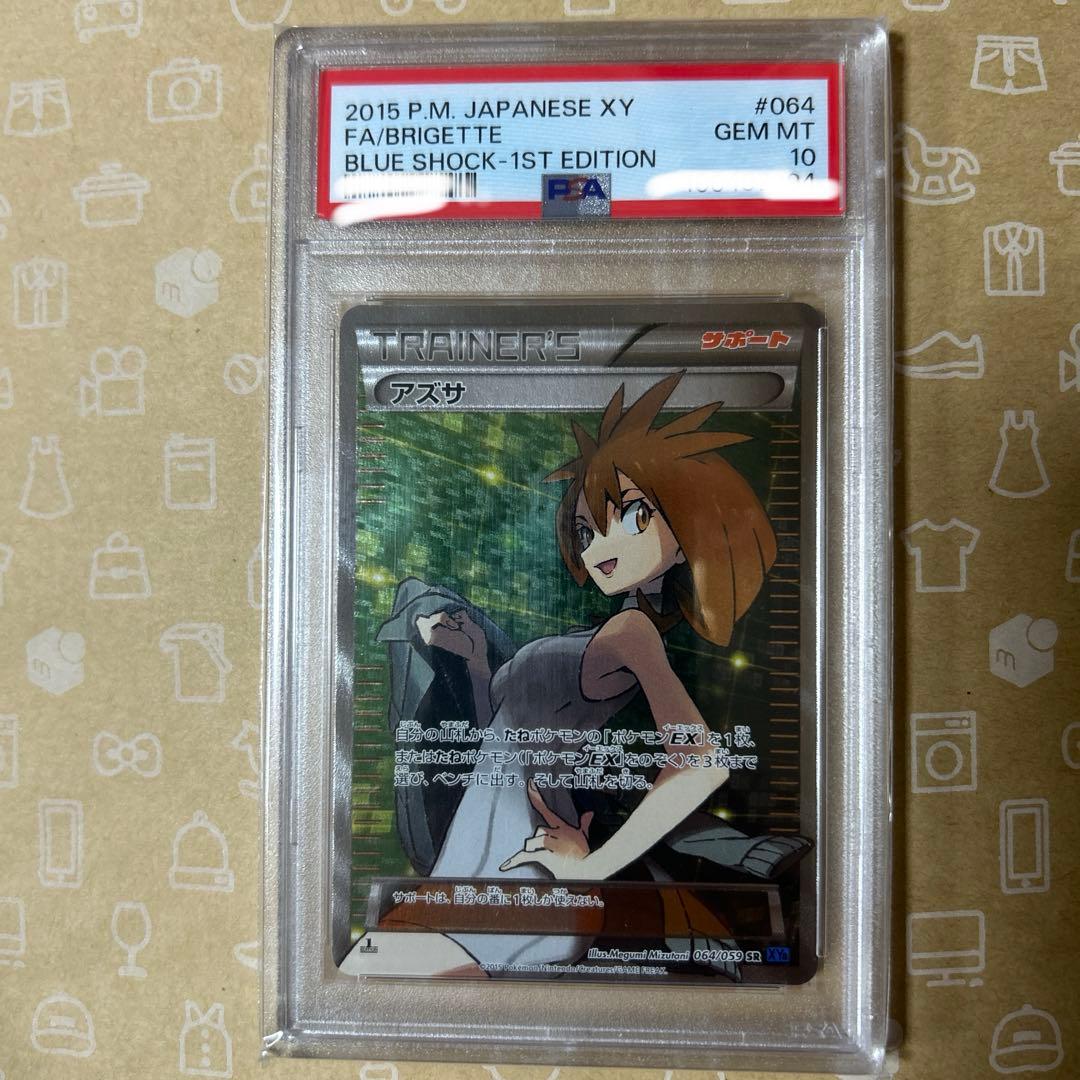 2015 P.M. JAPANESE XY #064
FA/BRIGETTE GEM MT
BLUE SHOCK-1ST EDITION 10
PSA
TRAINER'S サポート
アズサ
自分の山札から、たねポケモンの「ポケモンEX」を1枚、
またはたねポケモン(「ポケモンEX」をのぞく)を3枚まで
選び、ベンチに出す。そして山札を切る。
サポートは、自分の番に1枚しか使えない。
1 EDITION
Illus.Megumi Mizutani 064/059 SR XY8
©2015 Pokémon/Nintendo/Creatures/GAME FREAK.